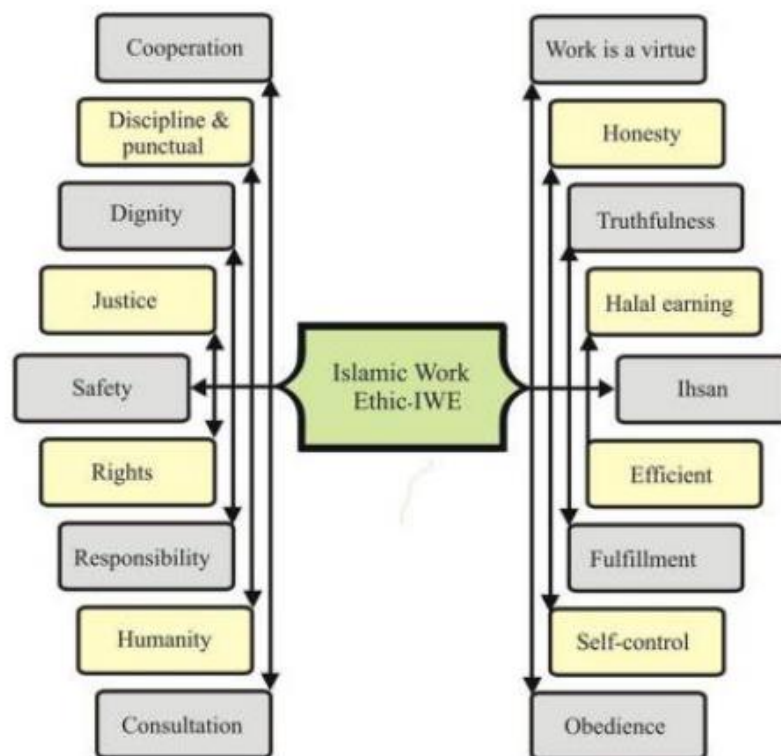 Cooperation
Discipline &
punctual
Dignity
Justice
Safety
Rights
Responsibility
Humanity
Consultation
Islamic Work
Ethic-IWE
Work is a virtue
Honesty
Truthfulness
Halal earning
Ihsan
Efficient
Fulfillment
Self-control
Obedience